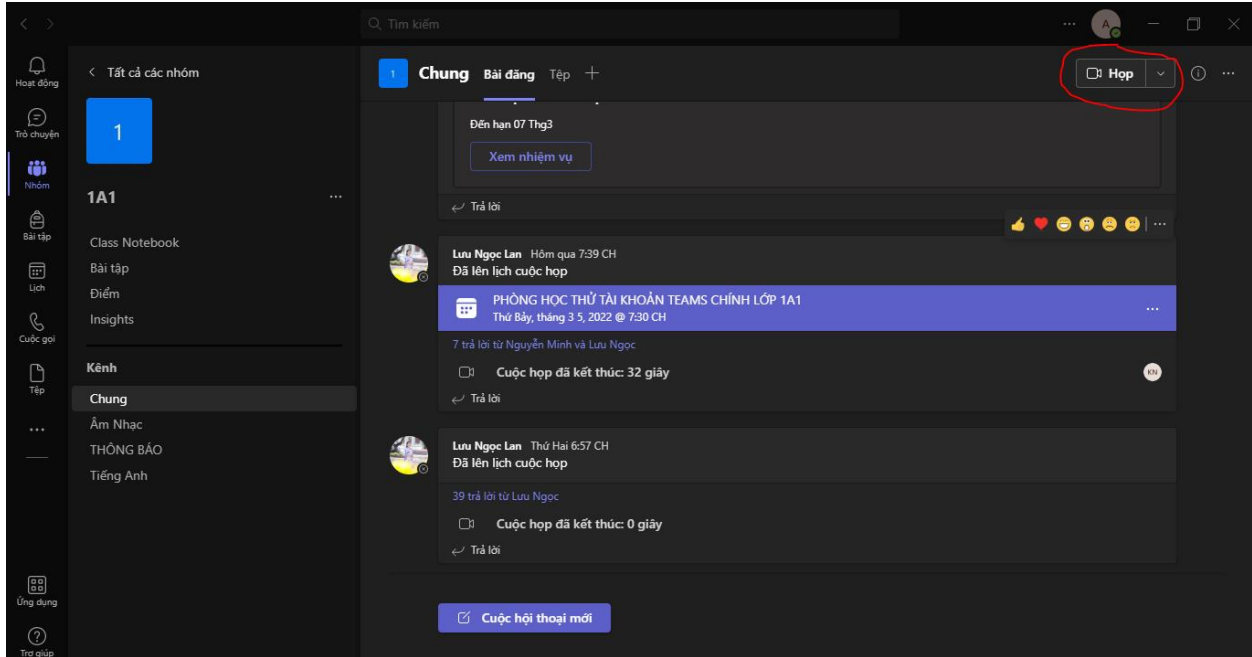 Tìm kiếm
A
Hoạt động
Trò chuyện
Nhóm
Bài tập
Lịch
Cuộc gọi
Tệp
Ứng dụng
Trợ giúp
Tất cả các nhóm
1
1A1
Class Notebook
Bài tập
Điểm
Insights
Kênh
Chung
Âm Nhạc
THÔNG BÁO
Tiếng Anh
1 Chung Bài đăng Tệp
Họp
Đến hạn 07 Thg3
Xem nhiệm vụ
Trả lời
Lưu Ngọc Lan Hôm qua 7:39 CH
Đã lên lịch cuộc họp
PHÒNG HỌC THỬ TÀI KHOẢN TEAMS CHÍNH LỚP 1A1
Thứ Bảy, tháng 3 5, 2022 @ 7:30 CH
7 trả lời từ Nguyễn Minh và Lưu Ngọc
Cuộc họp đã kết thúc: 32 giây
KN
Trả lời
Lưu Ngọc Lan Thứ Hai 6:57 CH
Đã lên lịch cuộc họp
39 trả lời từ Lưu Ngọc
Cuộc họp đã kết thúc: 0 giây
Trả lời
Cuộc hội thoại mới